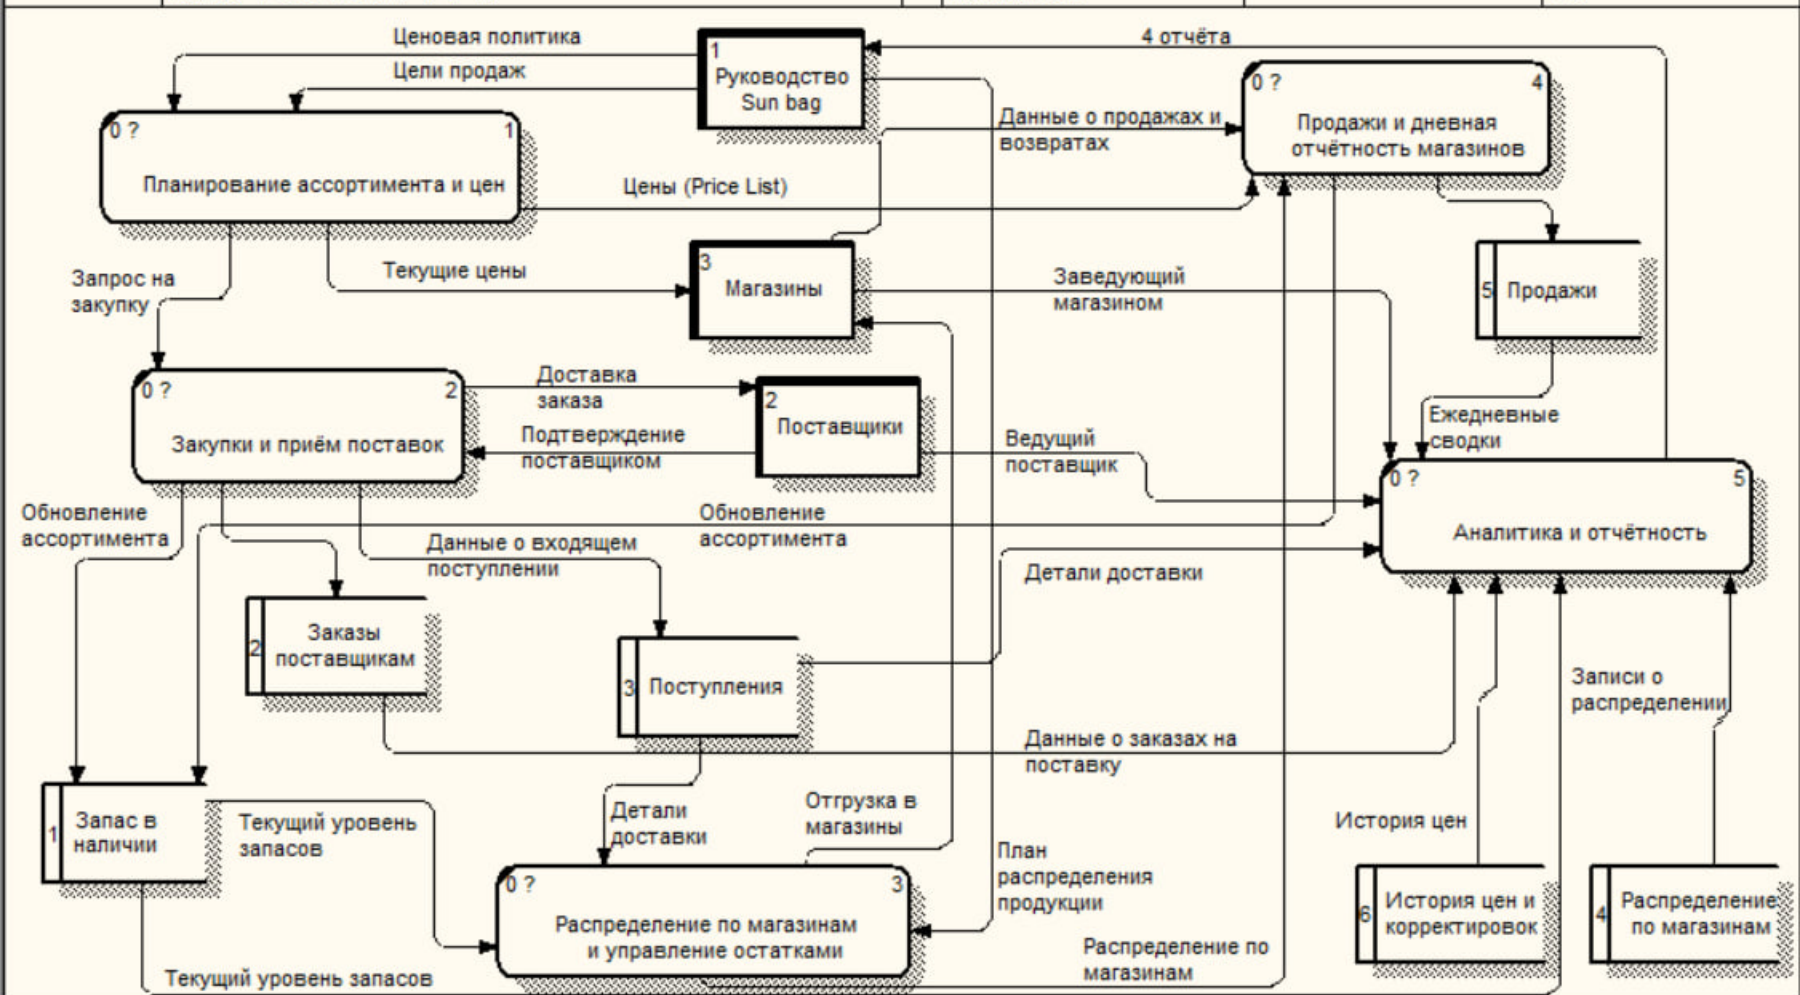 Ценовая политика
Цели продаж
1
Руководство
Sun bag
4 отчёта
0 ?
4
Продажи и дневная
отчётность магазинов
Данные о продажах и
возвратах
0 ?
1
Планирование ассортимента и цен
Цены (Price List)
Запрос на
закупку
Текущие цены
3
Магазины
Заведующий
магазином
5
Продажи
0 ?
2
Закупки и приём поставок
Доставка
заказа
Подтверждение
поставщиком
2
Поставщики
Ведущий
поставщик
Ежедневные
сводки
0 ?
5
Аналитика и отчётность
Обновление
ассортимента
Данные о входящем
поступлении
Обновление
ассортимента
Детали доставки
2
Заказы
поставщикам
3
Поступления
Записи о
распределении
Данные о заказах на
поставку
1
Запас в
наличии
Текущий уровень
запасов
Детали
доставки
Отгрузка в
магазины
План
распределения
продукции
История цен
6
История цен и
корректировок
4
Распределение
по магазинам
0 ?
3
Распределение по магазинам
и управление остатками
Распределение по
магазинам
Текущий уровень запасов